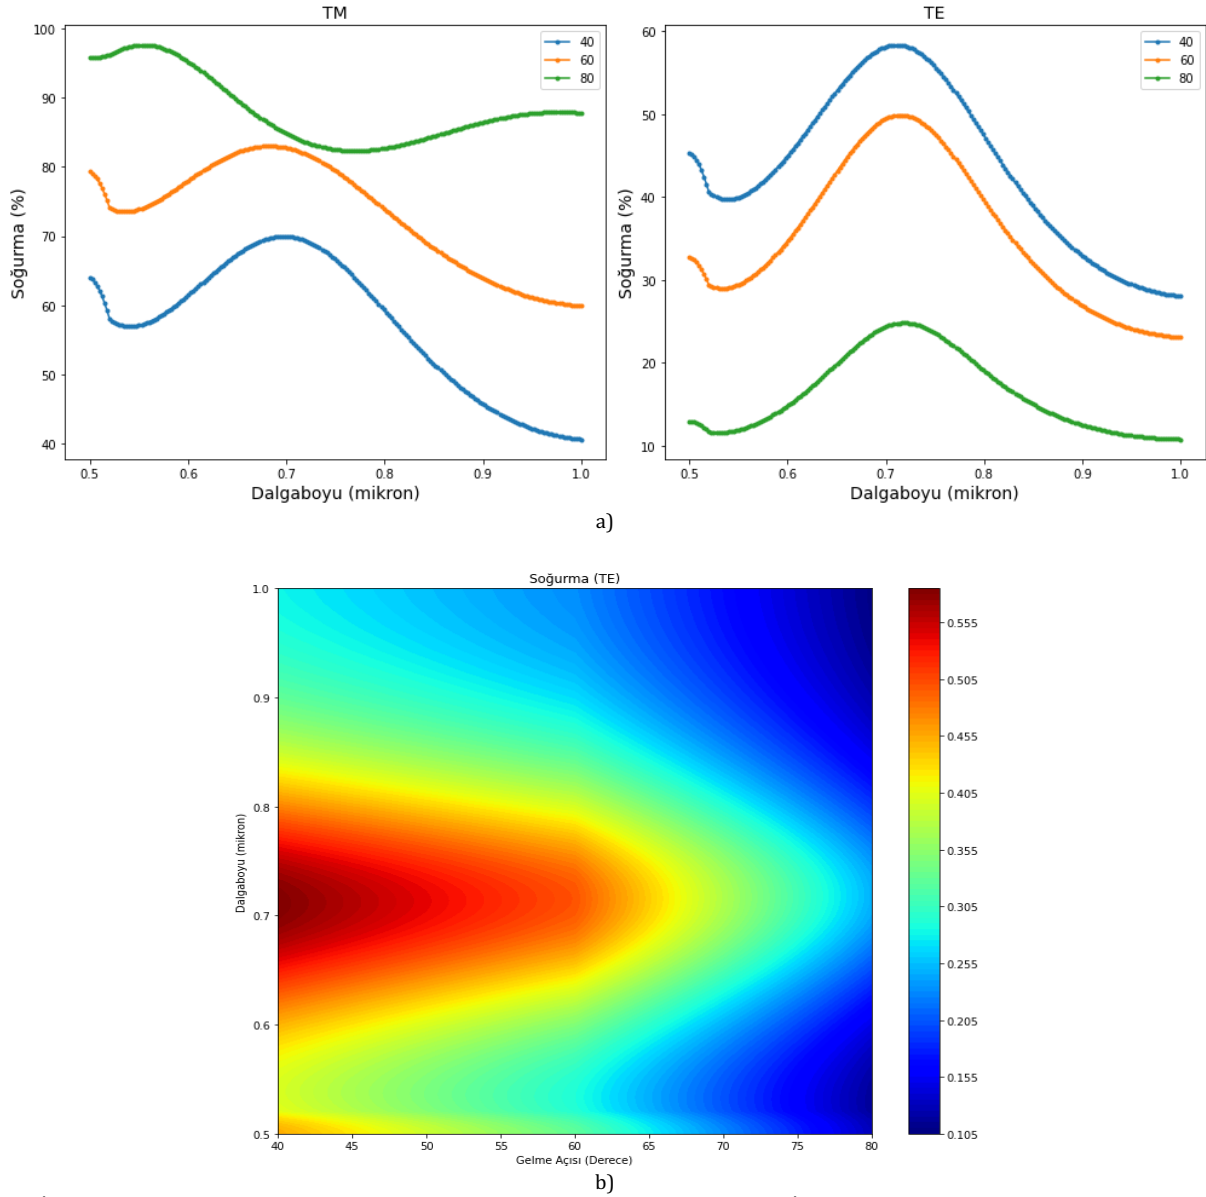 TM
TE
100
90
80
70
60
50
40
Soğurma (%)
40
60
80
0.5 0.6 0.7 0.8 0.9 1.0
Dalgaboyu (mikron)
60
50
40
30
20
10
Soğurma (%)
40
60
80
0.5 0.6 0.7 0.8 0.9 1.0
Dalgaboyu (mikron)
a)
Soğurma (TE)
1.0
0.9
0.8
0.7
0.6
0.5
Dalgaboyu (mikron)
40 45 50 55 60 65 70 75 80
Gelme Açısı (Derece)
0.555
0.505
0.455
0.405
0.355
0.305
0.255
0.205
0.155
0.105
b)